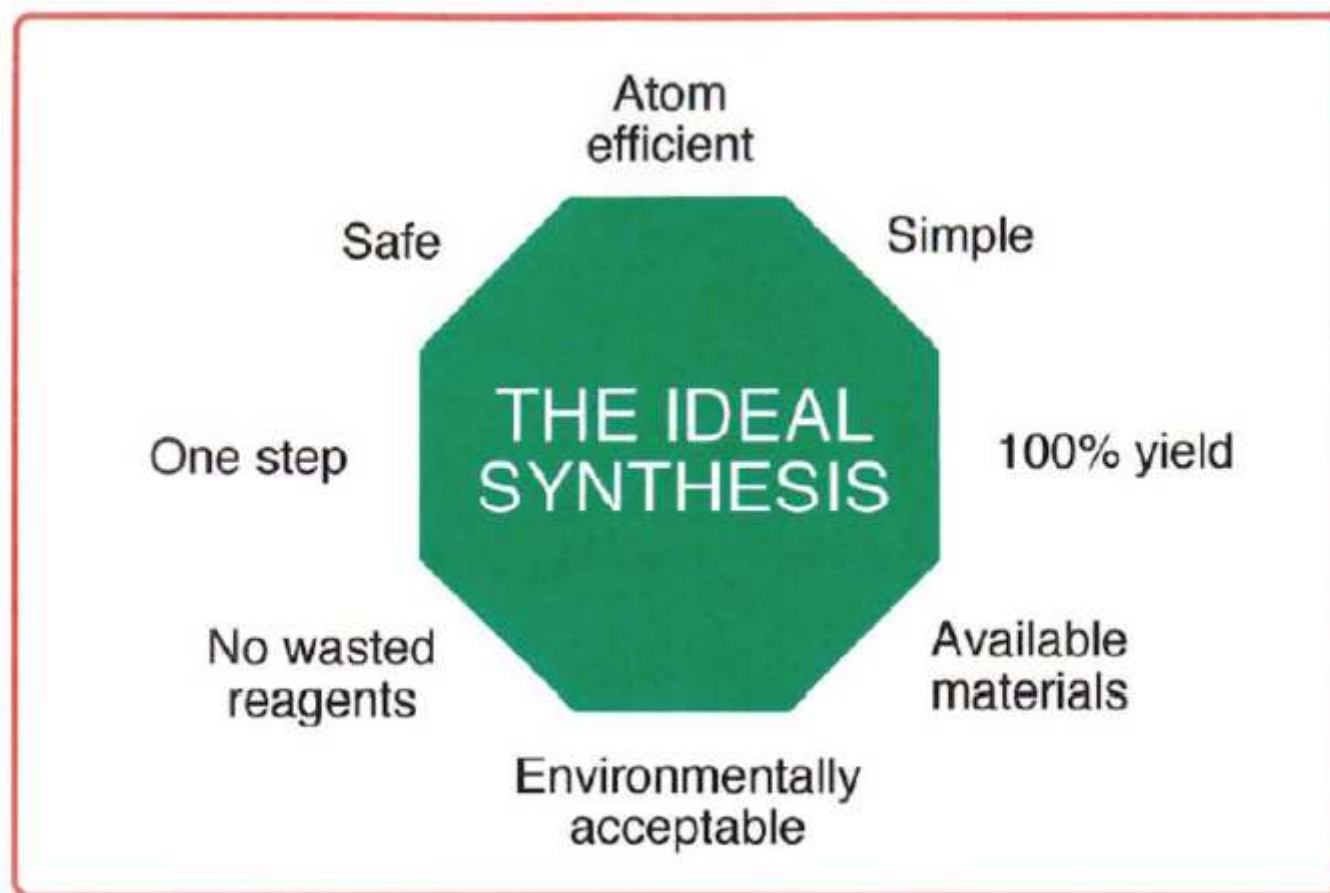 Atom
efficient
Safe
Simple
THE IDEAL
SYNTHESIS
One step
100% yield
No wasted
reagents
Available
materials
Environmentally
acceptable